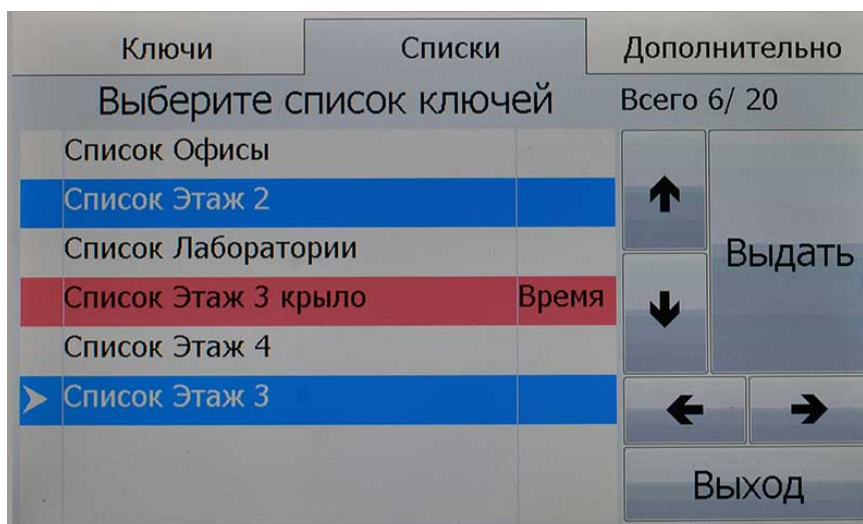 Ключи Списки Дополнительно
Выберите список ключей Всего 6/ 20
Список Офисы
Список Этаж 2
Список Лаборатории
Список Этаж 3 крыло Время
Список Этаж 4
Список Этаж 3
Выдать
Выход